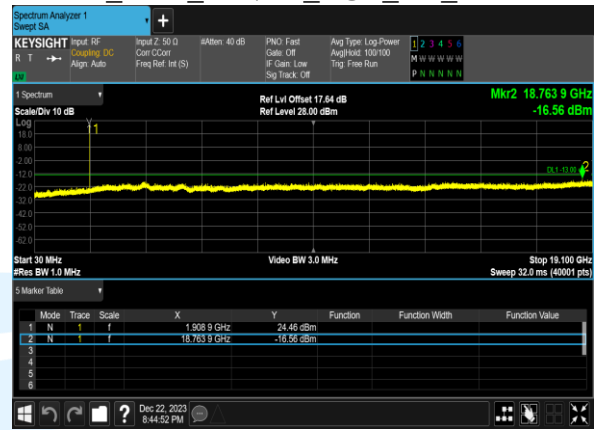 Spectrum Analyzer 1
Swept SA
+
KEYSIGHT Input: RF Input Z: 50 Ω #Atten: 40 dB PNO: Fast Avg Type: Log-Power 1 2 3 4 5 6
R T Coupling: DC Corr CCorr Gate: Off Avg|Hold: 100/100 M W W W W W
Align: Auto Freq Ref: Int (S) IF Gain: Low Trig: Free Run
Sig Track: Off P N N N N N
1 Spectrum Ref Lvl Offset 17.64 dB Mkr2 18.763 9 GHz
Scale/Div 10 dB Ref Level 28.00 dBm -16.56 dBm
Log
1
18.0
8.00
-2.00
DL1 -13.00 2
-12.0
-22.0
-32.0
-42.0
-52.0
-62.0
Start 30 MHz Video BW 3.0 MHz Stop 19.100 GHz
#Res BW 1.0 MHz Sweep 32.0 ms (40001 pts)
5 Marker Table
Mode Trace Scale X Y Function Function Width Function Value
1 N 1 f 1.908 9 GHz 24.46 dBm
2 N 1 f 18.763 9 GHz -16.56 dBm
3
4
5
6
? Dec 22, 2023
8:44:52 PM